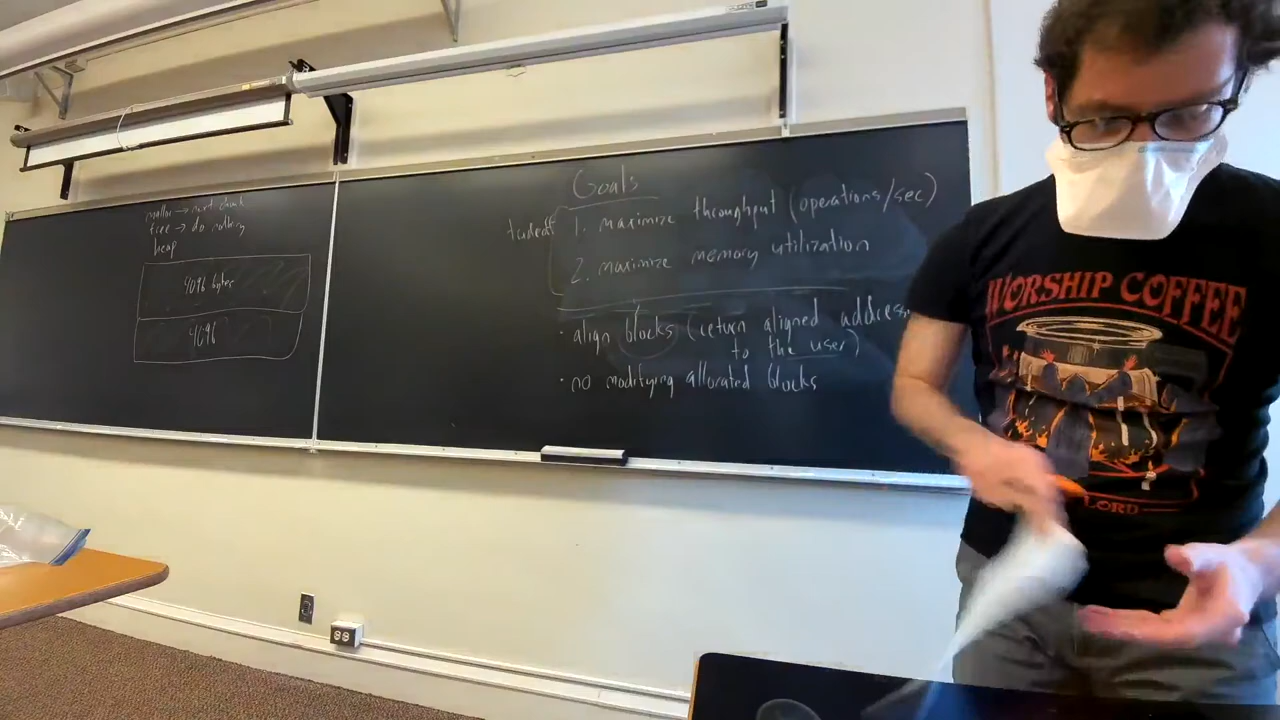 malloc → next chunk
free → do nothing
heap
4096 bytes
4096
Goals
tradeoff
1. maximize throughput (operations/sec)
2. maximize memory utilization
· align blocks (return aligned address
to the user)
· no modifying allocated blocks
WORSHIP COFFEE
LORD